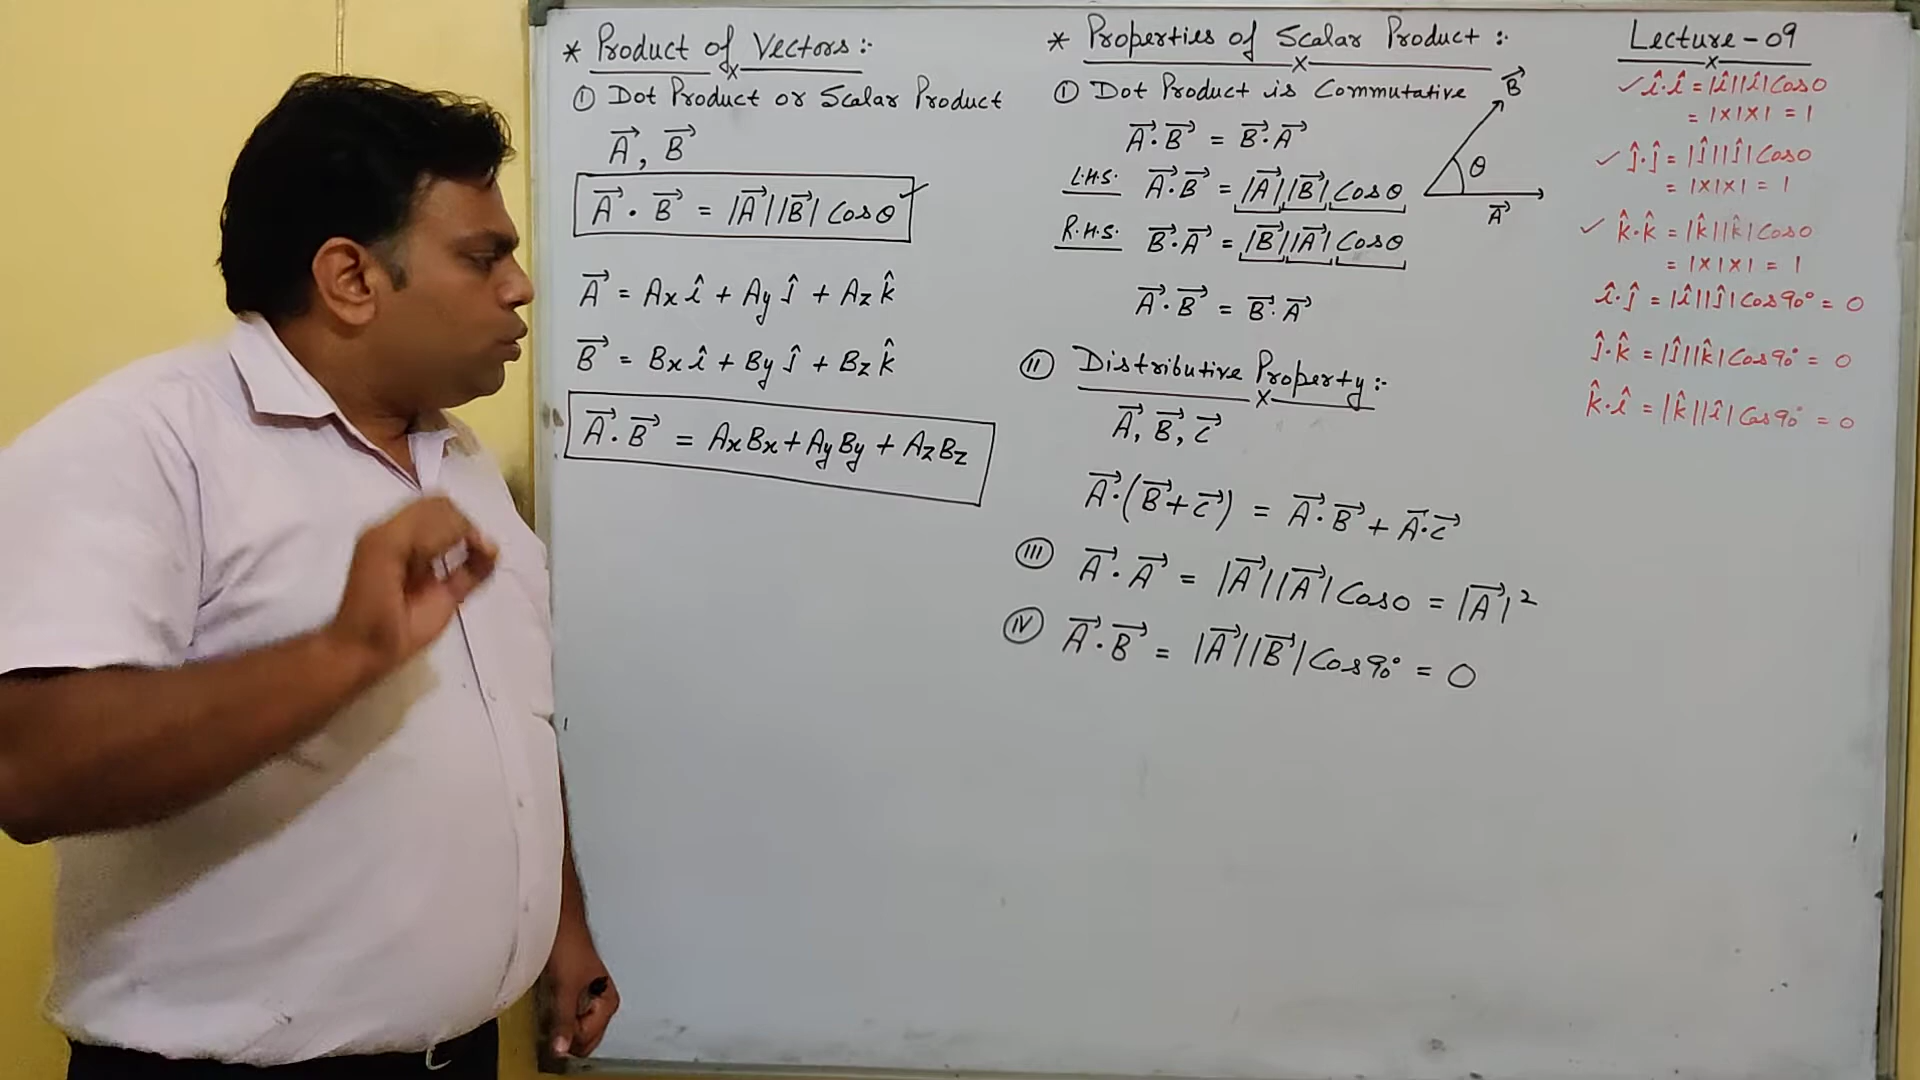 * Product of Vectors :-
① Dot Product or Scalar Product
A⃗, B⃗
A⃗ · B⃗ = |A⃗||B⃗| Cosθ
A⃗ = Ax î + Ay ĵ + Az k̂
B⃗ = Bx î + By ĵ + Bz k̂
A⃗ · B⃗ = AxBx + AyBy + AzBz
* Properties of Scalar Product :-
① Dot Product is Commutative
A⃗·B⃗ = B⃗·A⃗
L.H.S. A⃗·B⃗ = |A⃗||B⃗| Cosθ
R.H.S. B⃗·A⃗ = |B⃗||A⃗| Cosθ
A⃗·B⃗ = B⃗·A⃗
B⃗
θ
A⃗
Ⅱ Distributive Property :-
A⃗, B⃗, C⃗
A⃗·(B⃗+C⃗) = A⃗·B⃗ + A⃗·C⃗
Ⅲ A⃗·A⃗ = |A⃗||A⃗| Cos0 = |A⃗|²
Ⅳ A⃗·B⃗ = |A⃗||B⃗| Cos90° = 0
Lecture-09
✓ î·î = |î||î| Cos0
= 1×1×1 = 1
✓ ĵ·ĵ = |ĵ||ĵ| Cos0
= 1×1×1 = 1
✓ k̂·k̂ = |k̂||k̂| Cos0
= 1×1×1 = 1
î·ĵ = |î||ĵ| Cos90° = 0
ĵ·k̂ = |ĵ||k̂| Cos90° = 0
k̂·î = |k̂||î| Cos90° = 0